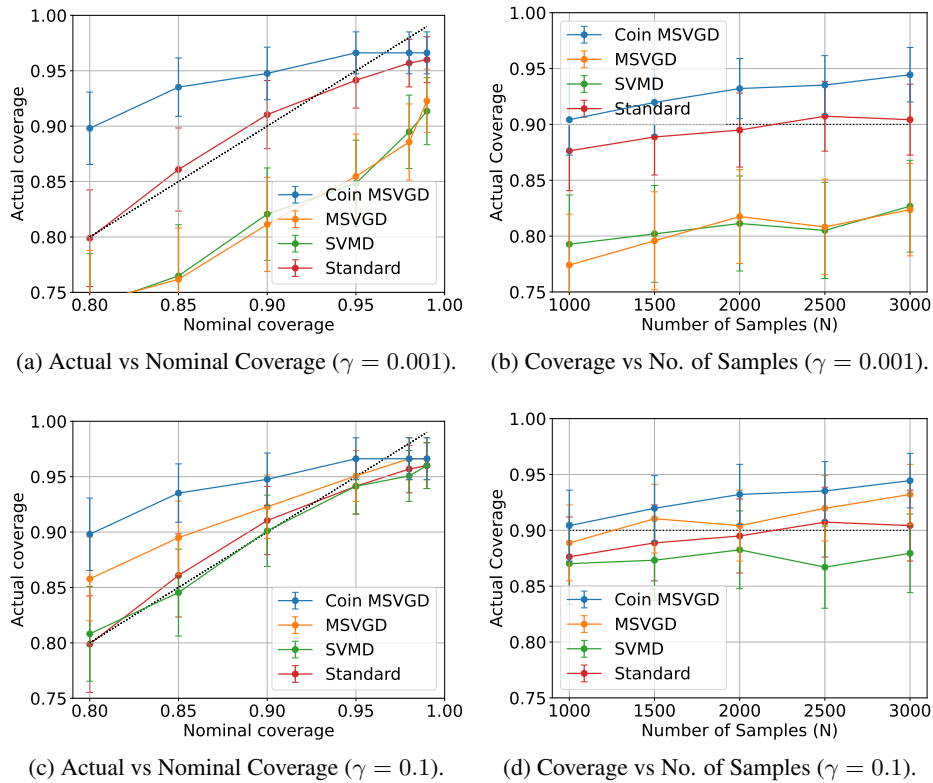 1.00
0.95
0.90
0.85
0.80
0.75
Actual coverage
0.80 0.85 0.90 0.95 1.00
Nominal coverage
Coin MSVGD
MSVGD
SVMD
Standard
(a) Actual vs Nominal Coverage (γ = 0.001).
1.00
0.95
0.90
0.85
0.80
0.75
Actual Coverage
1000 1500 2000 2500 3000
Number of Samples (N)
Coin MSVGD
MSVGD
SVMD
Standard
(b) Coverage vs No. of Samples (γ = 0.001).
1.00
0.95
0.90
0.85
0.80
0.75
Actual coverage
0.80 0.85 0.90 0.95 1.00
Nominal coverage
Coin MSVGD
MSVGD
SVMD
Standard
(c) Actual vs Nominal Coverage (γ = 0.1).
1.00
0.95
0.90
0.85
0.80
0.75
Actual Coverage
1000 1500 2000 2500 3000
Number of Samples (N)
Coin MSVGD
MSVGD
SVMD
Standard
(d) Coverage vs No. of Samples (γ = 0.1).